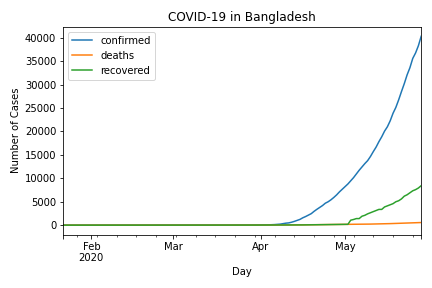 COVID-19 in Bangladesh
confirmed
deaths
recovered
Number of Cases
40000
35000
30000
25000
20000
15000
10000
5000
0
Feb
2020
Mar
Apr
May
Day